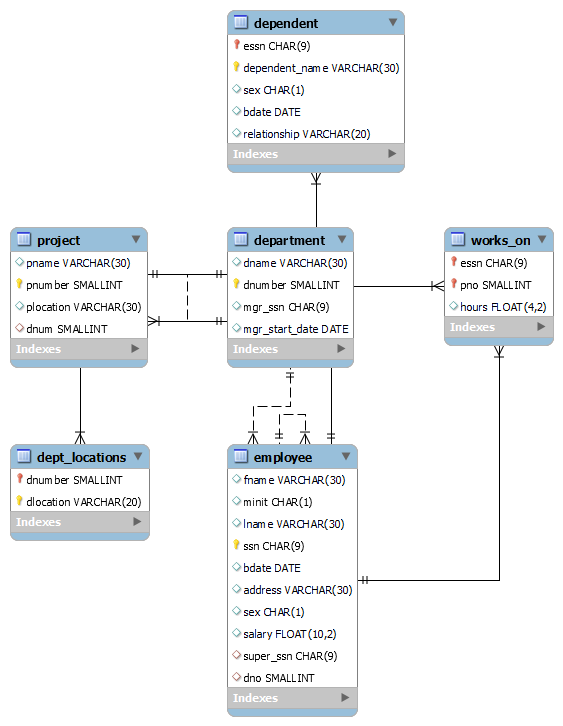 dependent
essn CHAR(9)
dependent_name VARCHAR(30)
sex CHAR(1)
bdate DATE
relationship VARCHAR(20)
Indexes
project
pname VARCHAR(30)
pnumber SMALLINT
plocation VARCHAR(30)
dnum SMALLINT
Indexes
department
dname VARCHAR(30)
dnumber SMALLINT
mgr_ssn CHAR(9)
mgr_start_date DATE
Indexes
works_on
essn CHAR(9)
pno SMALLINT
hours FLOAT(4,2)
Indexes
dept_locations
dnumber SMALLINT
dlocation VARCHAR(20)
Indexes
employee
fname VARCHAR(30)
minit CHAR(1)
lname VARCHAR(30)
ssn CHAR(9)
bdate DATE
address VARCHAR(30)
sex CHAR(1)
salary FLOAT(10,2)
super_ssn CHAR(9)
dno SMALLINT
Indexes